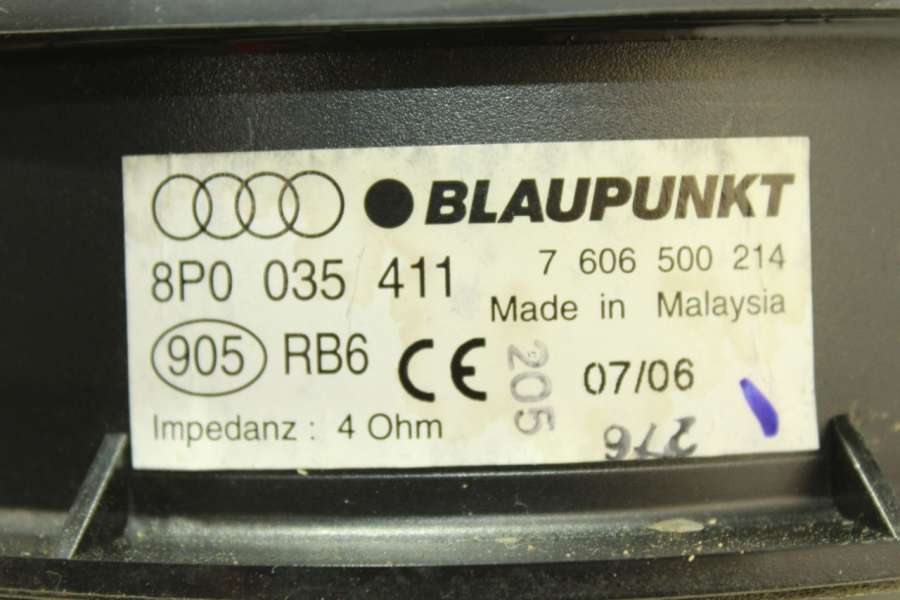 BLAUPUNKT
8P0 035 411
7 606 500 214
Made in Malaysia
905 RB6 CE
205
07/06
276
Impedanz : 4 Ohm